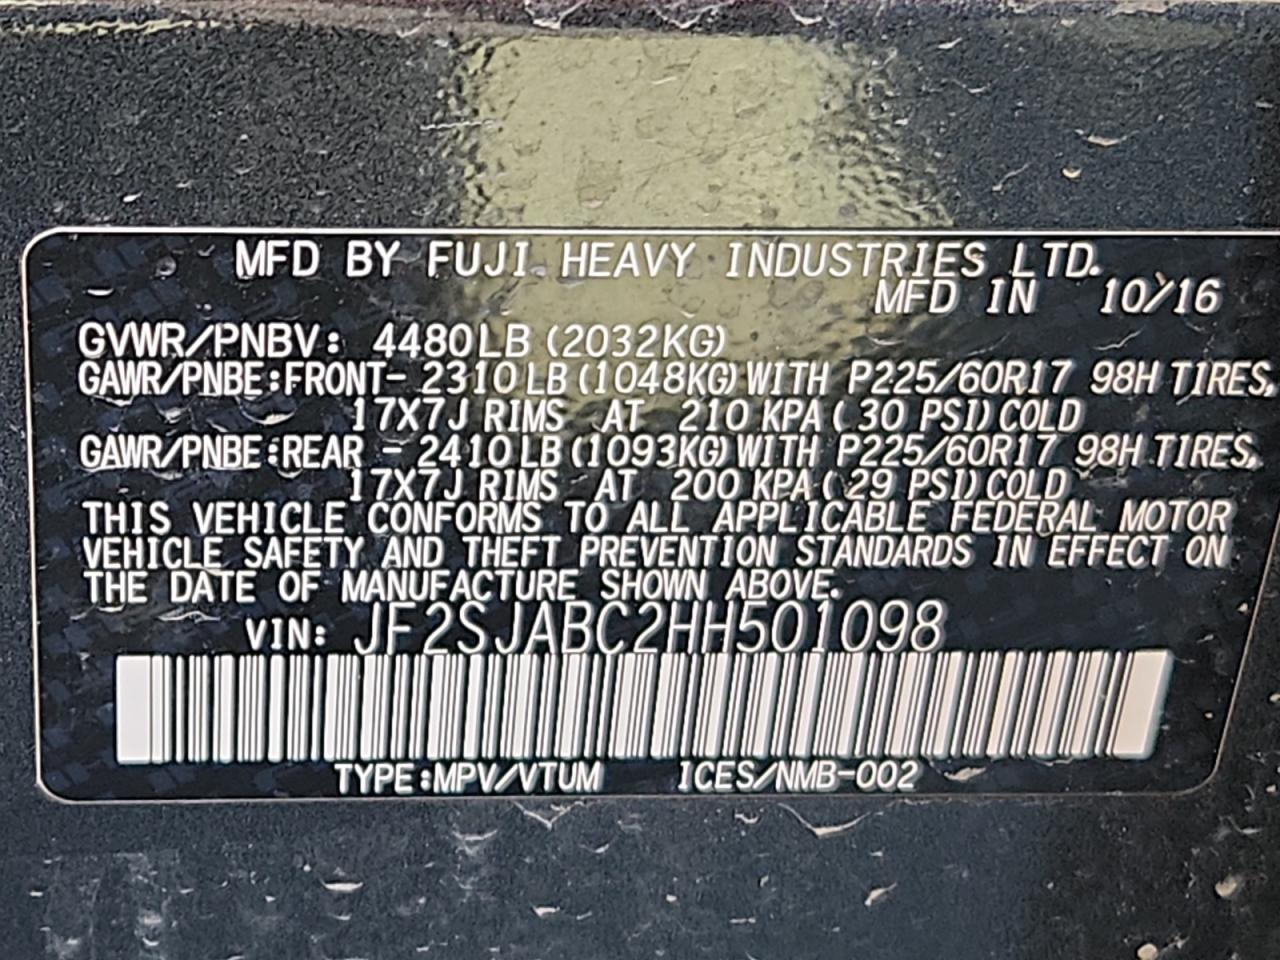 MFD BY FUJI HEAVY INDUSTRIES LTD.
MFD IN 10/16
GVWR/PNBV: 4480LB (2032KG)
GAWR/PNBE:FRONT- 2310LB(1048KG)WITH P225/60R17 98H TIRES,
17X7J RIMS AT 210 KPA(30 PSI)COLD
GAWR/PNBE:REAR - 2410LB(1093KG)WITH P225/60R17 98H TIRES,
17X7J RIMS AT 200 KPA(29 PSI)COLD
THIS VEHICLE CONFORMS TO ALL APPLICABLE FEDERAL MOTOR
VEHICLE SAFETY AND THEFT PREVENTION STANDARDS IN EFFECT ON
THE DATE OF MANUFACTURE SHOWN ABOVE.
VIN: JF2SJABC2HH501098
TYPE:MPV/VTUM ICES/NMB-002